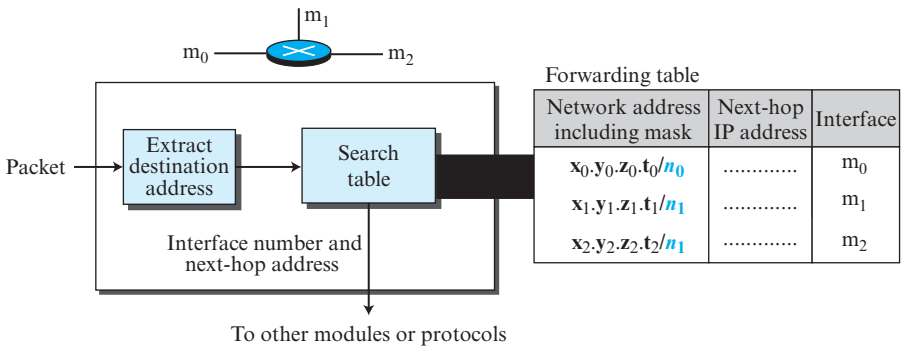 m₁
m₀
m₂
Forwarding table
Network address
including mask
Next-hop
IP address
Interface
Extract
destination
address
Search
table
Packet
x₀.y₀.z₀.t₀/n₀ ............. m₀
x₁.y₁.z₁.t₁/n₁ ............. m₁
x₂.y₂.z₂.t₂/n₁ ............. m₂
Interface number and
next-hop address
To other modules or protocols